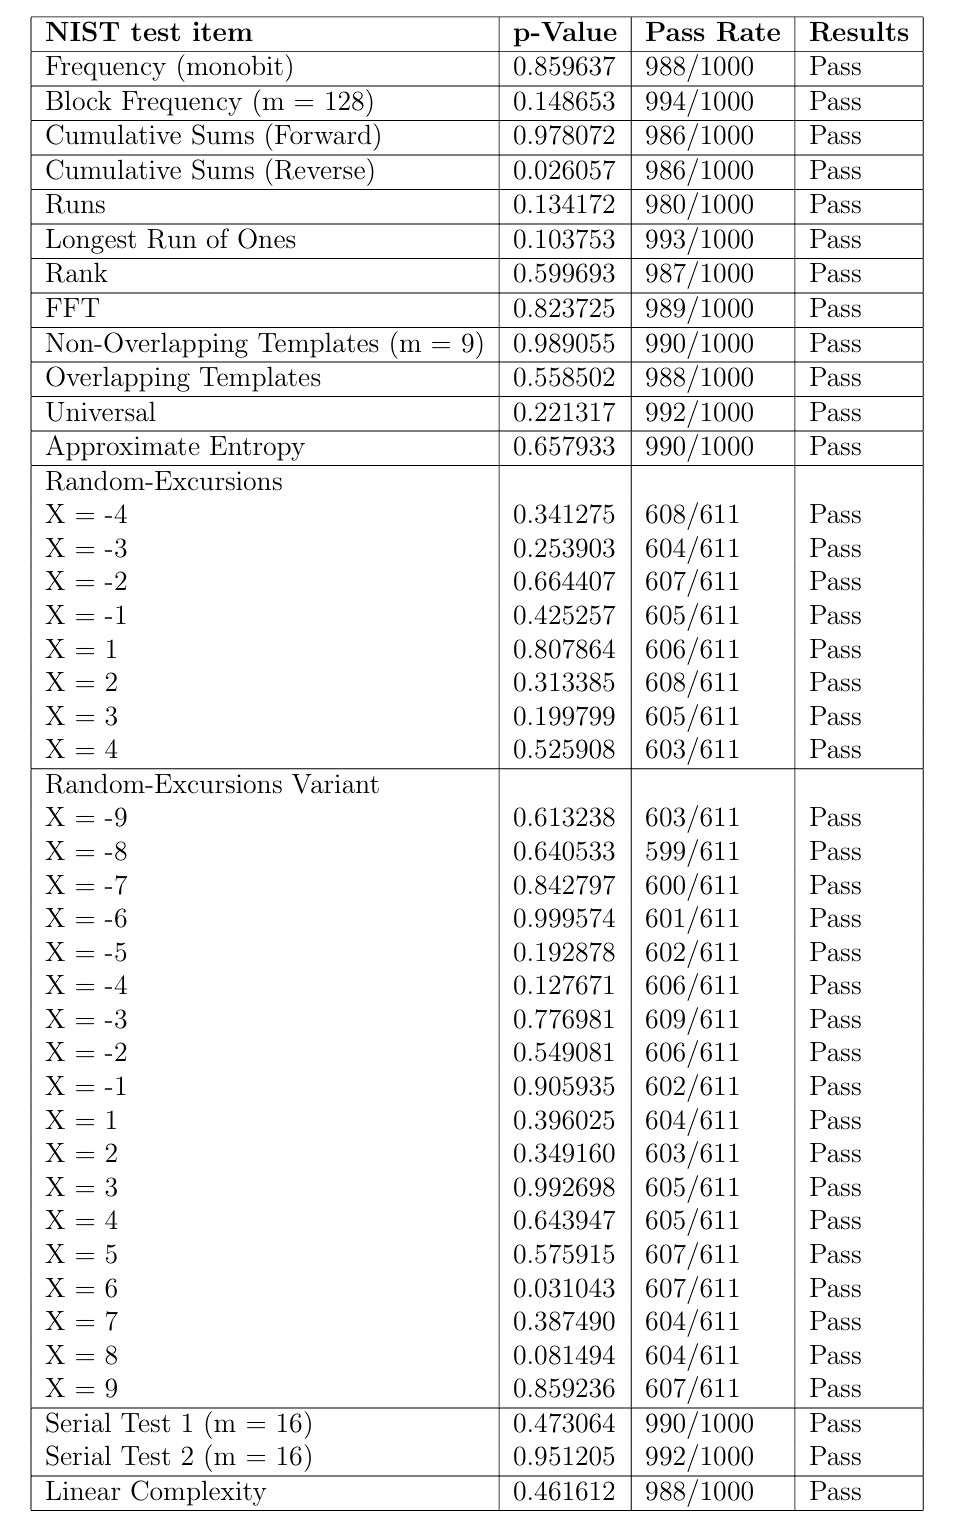 NIST test item p-Value Pass Rate Results
Frequency (monobit) 0.859637 988/1000 Pass
Block Frequency (m = 128) 0.148653 994/1000 Pass
Cumulative Sums (Forward) 0.978072 986/1000 Pass
Cumulative Sums (Reverse) 0.026057 986/1000 Pass
Runs 0.134172 980/1000 Pass
Longest Run of Ones 0.103753 993/1000 Pass
Rank 0.599693 987/1000 Pass
FFT 0.823725 989/1000 Pass
Non-Overlapping Templates (m = 9) 0.989055 990/1000 Pass
Overlapping Templates 0.558502 988/1000 Pass
Universal 0.221317 992/1000 Pass
Approximate Entropy 0.657933 990/1000 Pass
Random-Excursions
X = -4 0.341275 608/611 Pass
X = -3 0.253903 604/611 Pass
X = -2 0.664407 607/611 Pass
X = -1 0.425257 605/611 Pass
X = 1 0.807864 606/611 Pass
X = 2 0.313385 608/611 Pass
X = 3 0.199799 605/611 Pass
X = 4 0.525908 603/611 Pass
Random-Excursions Variant
X = -9 0.613238 603/611 Pass
X = -8 0.640533 599/611 Pass
X = -7 0.842797 600/611 Pass
X = -6 0.999574 601/611 Pass
X = -5 0.192878 602/611 Pass
X = -4 0.127671 606/611 Pass
X = -3 0.776981 609/611 Pass
X = -2 0.549081 606/611 Pass
X = -1 0.905935 602/611 Pass
X = 1 0.396025 604/611 Pass
X = 2 0.349160 603/611 Pass
X = 3 0.992698 605/611 Pass
X = 4 0.643947 605/611 Pass
X = 5 0.575915 607/611 Pass
X = 6 0.031043 607/611 Pass
X = 7 0.387490 604/611 Pass
X = 8 0.081494 604/611 Pass
X = 9 0.859236 607/611 Pass
Serial Test 1 (m = 16) 0.473064 990/1000 Pass
Serial Test 2 (m = 16) 0.951205 992/1000 Pass
Linear Complexity 0.461612 988/1000 Pass